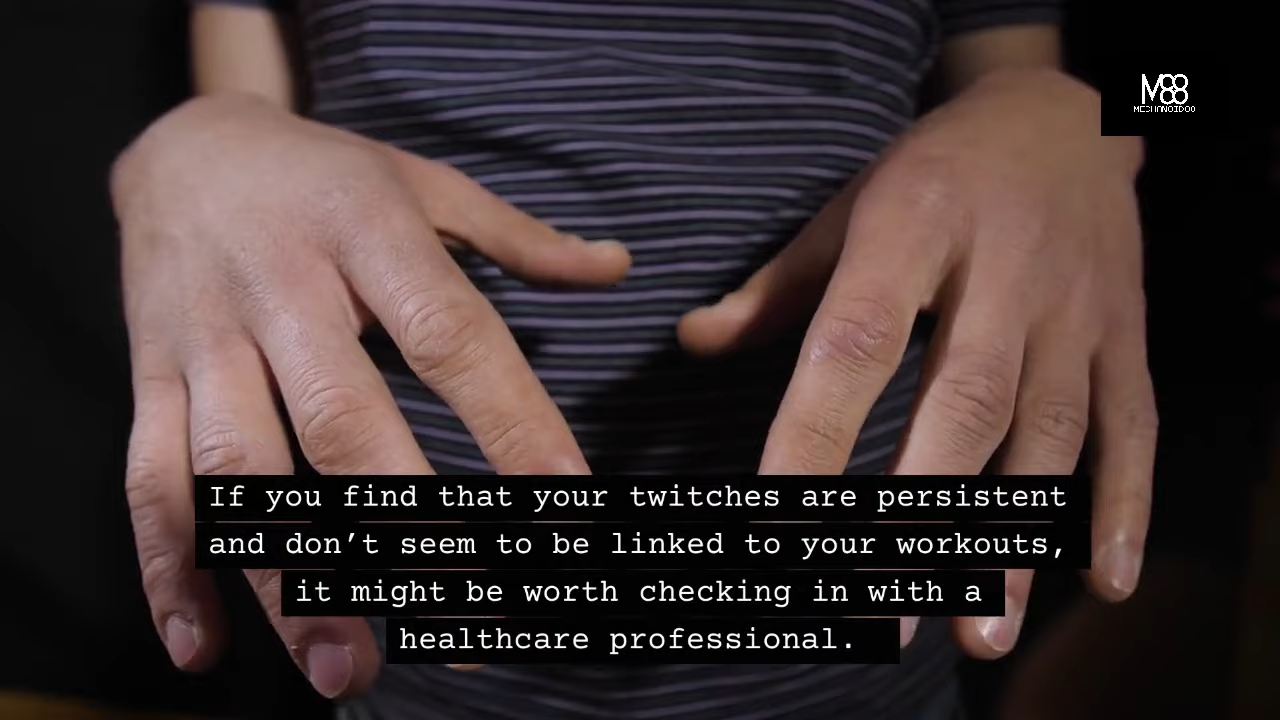 M88
MECHANOIDOO
If you find that your twitches are persistent
and don’t seem to be linked to your workouts,
it might be worth checking in with a
healthcare professional.